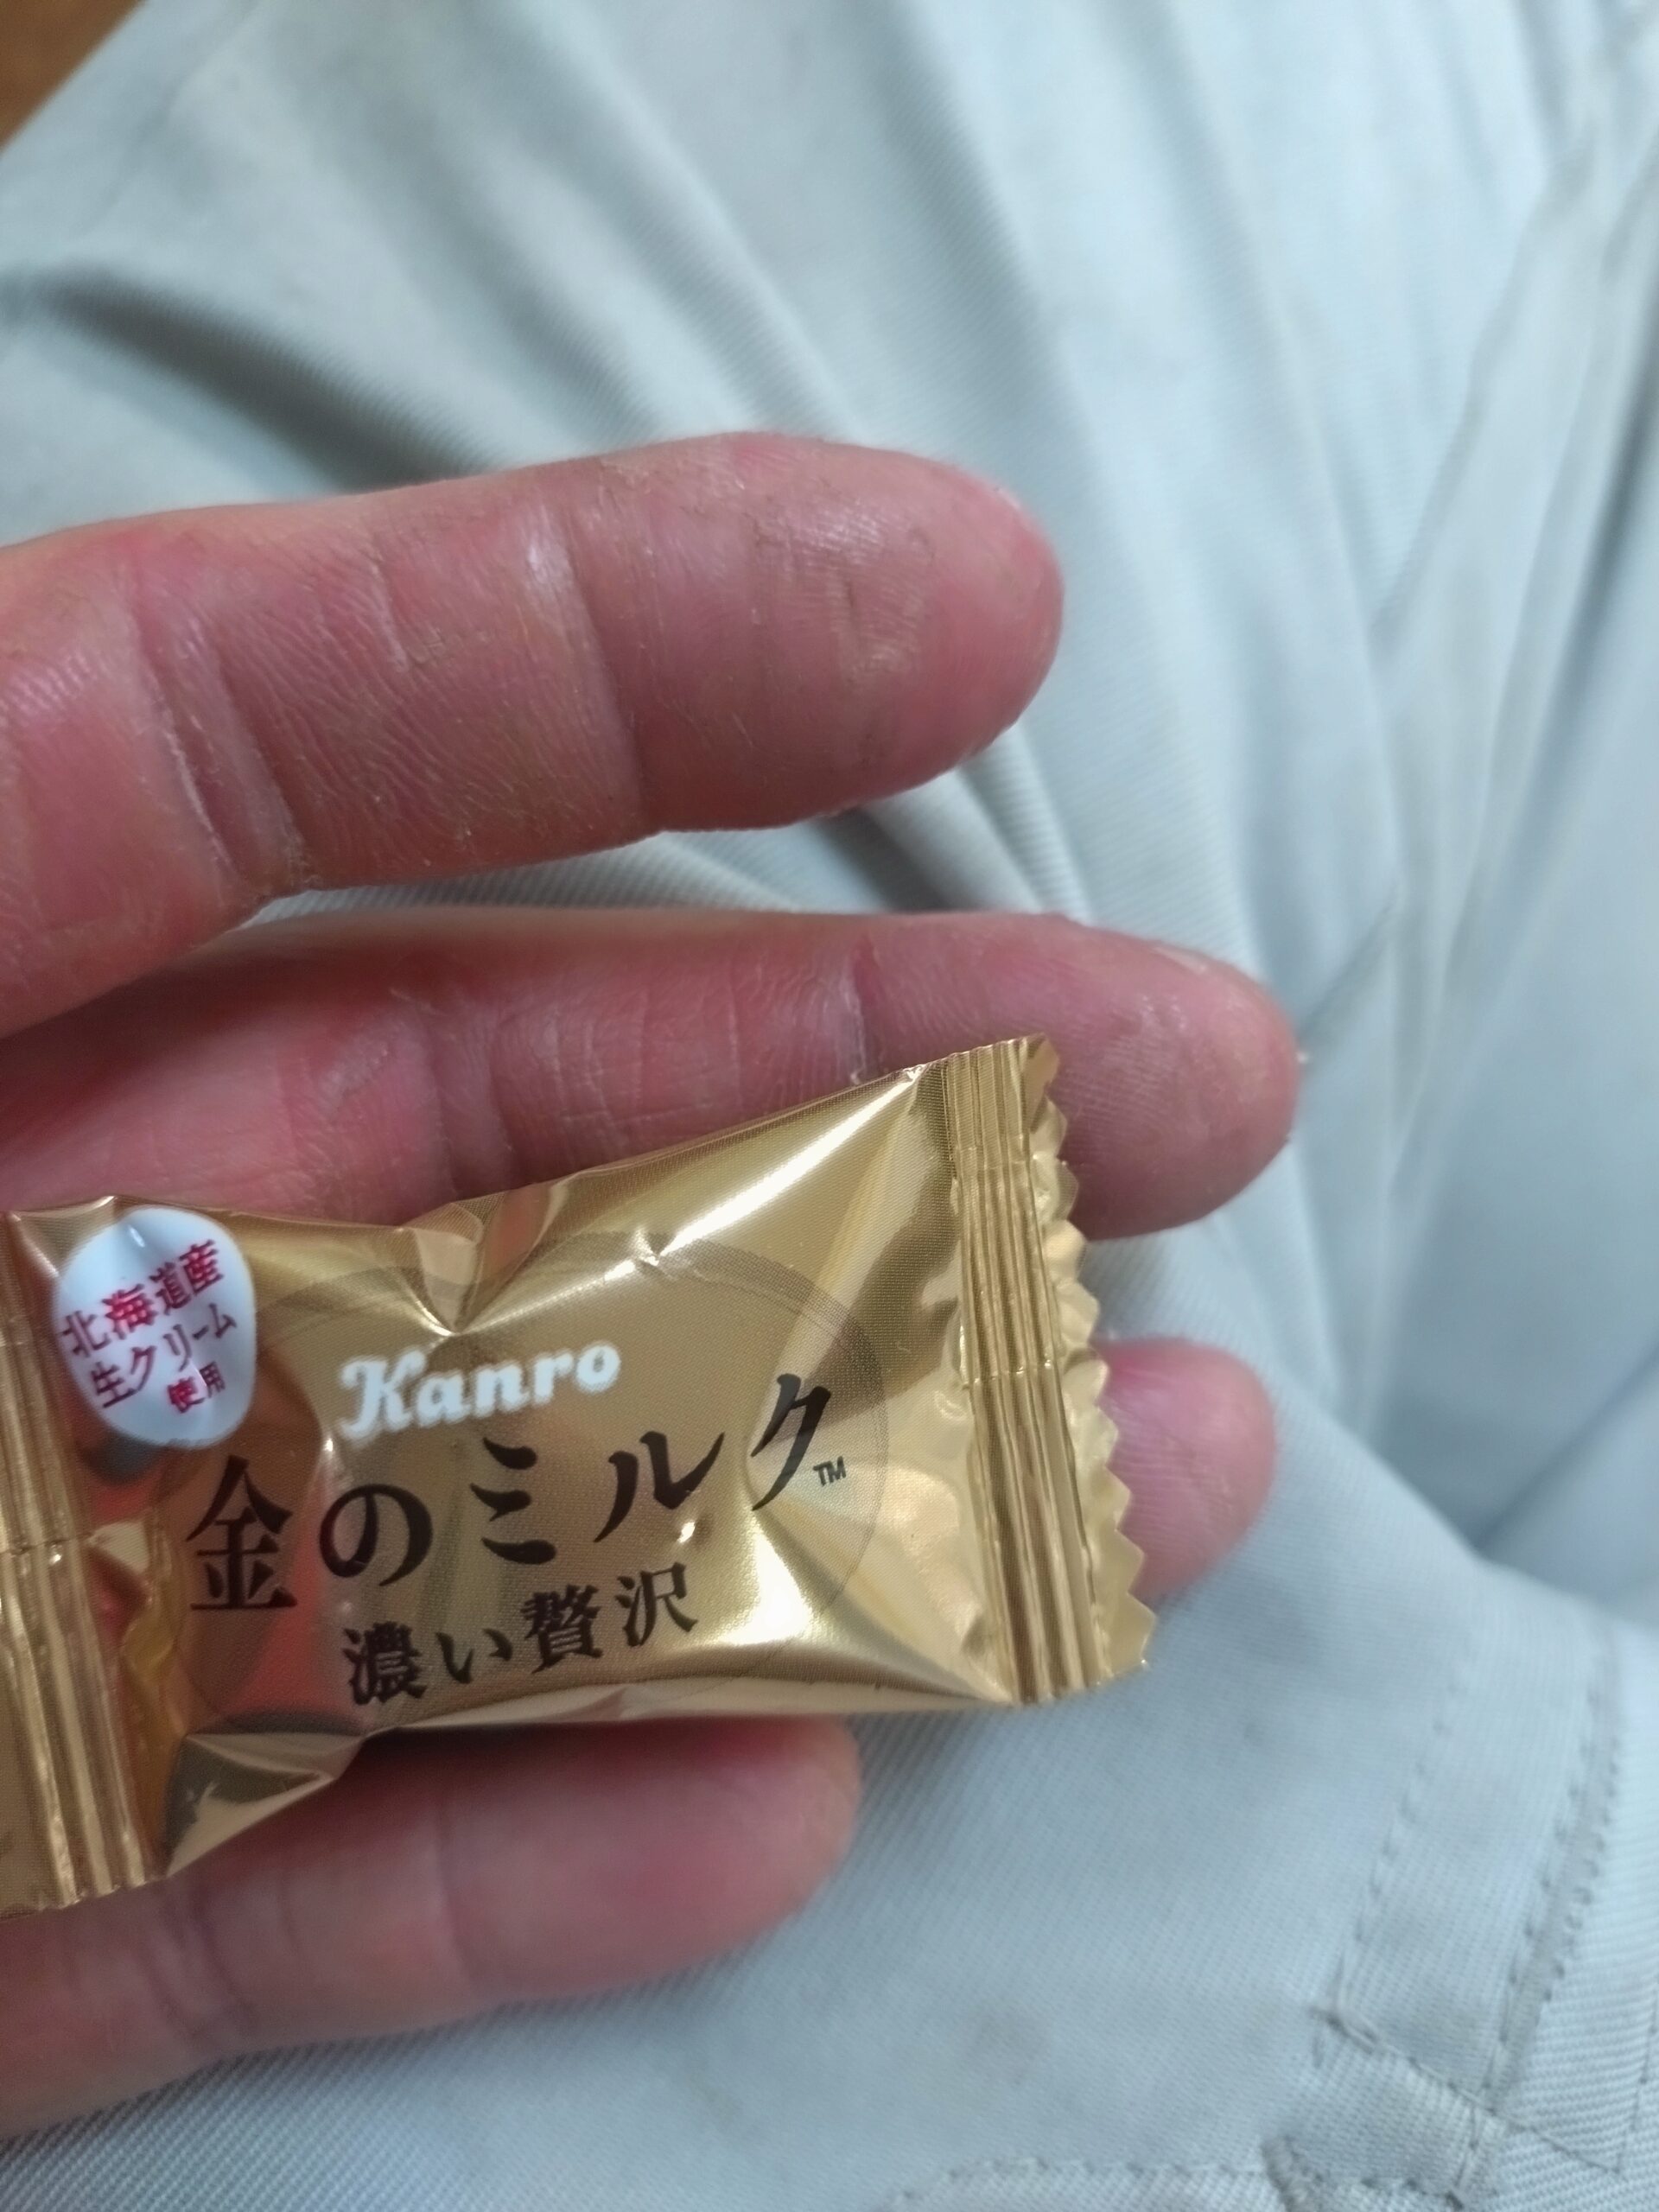 北海道産
生クリーム
使用
Kanro
金のミルク™
濃い贅沢